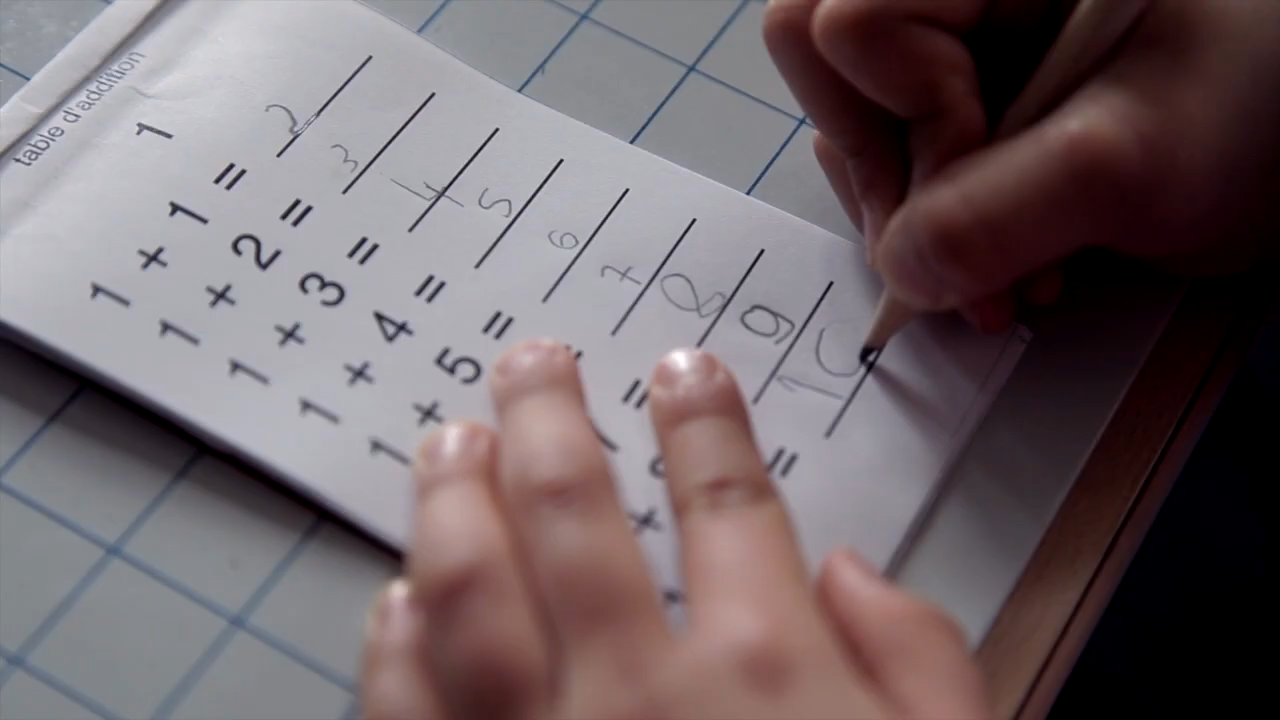 table d'addition
1
1 + 1 = 2
1 + 2 = 3
1 + 3 = 4
1 + 4 = 5
1 + 5 = 6
= 7
= 8
= 9
= 10